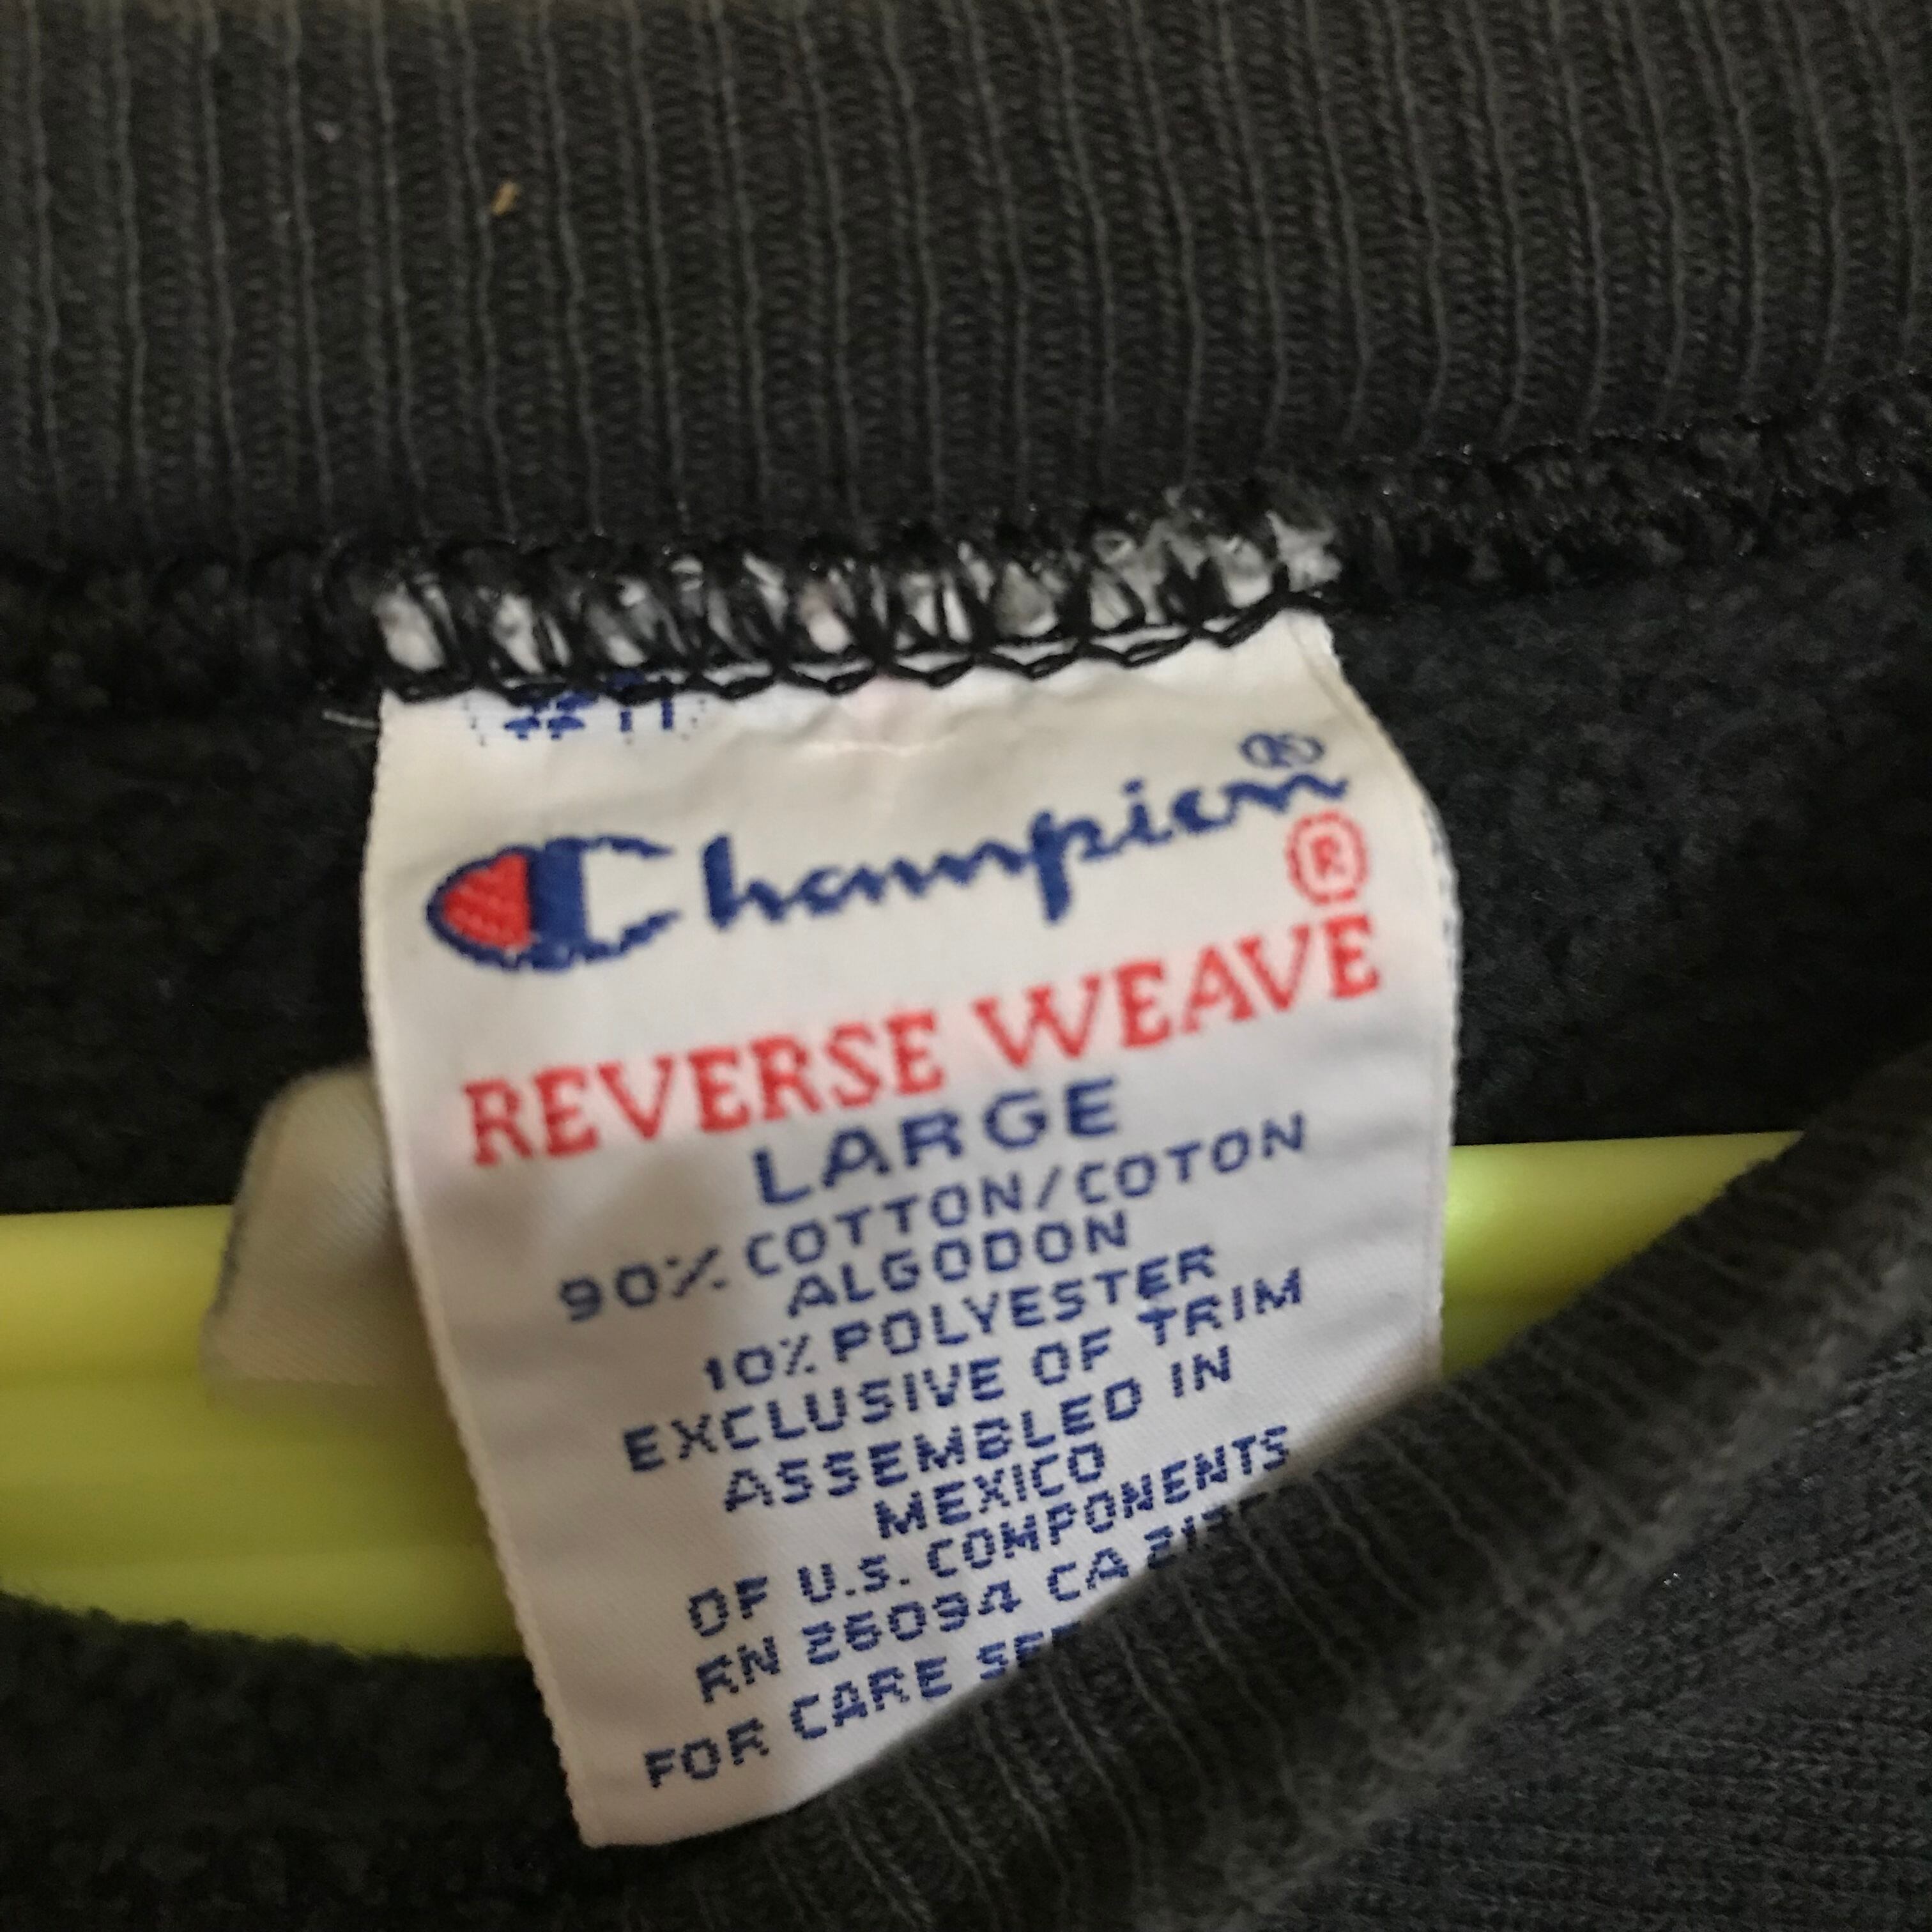 Champion®
®
REVERSE WEAVE
LARGE
90% COTTON/COTON
ALGODON
10% POLYESTER
EXCLUSIVE OF TRIM
ASSEMBLED IN
MEXICO
OF U.S. COMPONENTS
RN 26094 CA
FOR CARE